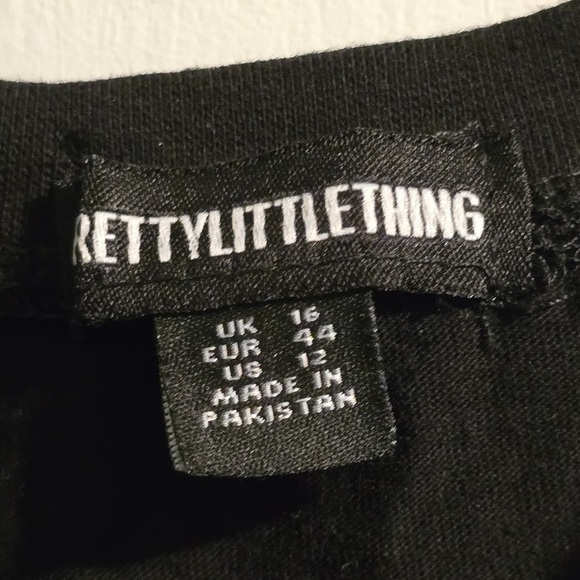 RETTYLITTLETHING
UK 16
EUR 44
US 12
MADE IN
PAKISTAN